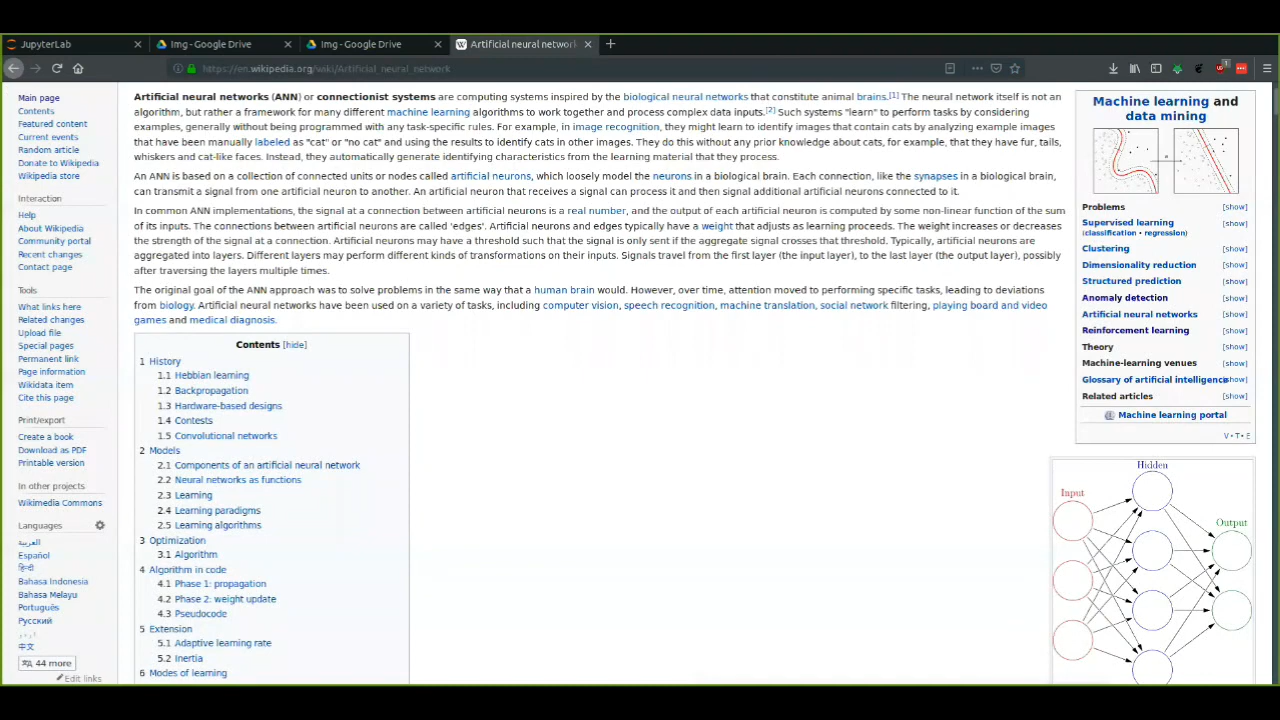 JupyterLab
Img - Google Drive
Img - Google Drive
Artificial neural networ
https://en.wikipedia.org/wiki/Artificial_neural_network
Main page
Contents
Featured content
Current events
Random article
Donate to Wikipedia
Wikipedia store
Interaction
Help
About Wikipedia
Community portal
Recent changes
Contact page
Tools
What links here
Related changes
Upload file
Special pages
Permanent link
Page information
Wikidata item
Cite this page
Print/export
Create a book
Download as PDF
Printable version
In other projects
Wikimedia Commons
Languages
العربية
Español
हिन्दी
Bahasa Indonesia
Bahasa Melayu
Português
Русский
اردو
中文
44 more
Edit links
Artificial neural networks (ANN) or connectionist systems are computing systems inspired by the biological neural networks that constitute animal brains.[1] The neural network itself is not an
algorithm, but rather a framework for many different machine learning algorithms to work together and process complex data inputs.[2] Such systems "learn" to perform tasks by considering
examples, generally without being programmed with any task-specific rules. For example, in image recognition, they might learn to identify images that contain cats by analyzing example images
that have been manually labeled as "cat" or "no cat" and using the results to identify cats in other images. They do this without any prior knowledge about cats, for example, that they have fur, tails,
whiskers and cat-like faces. Instead, they automatically generate identifying characteristics from the learning material that they process.
An ANN is based on a collection of connected units or nodes called artificial neurons, which loosely model the neurons in a biological brain. Each connection, like the synapses in a biological brain,
can transmit a signal from one artificial neuron to another. An artificial neuron that receives a signal can process it and then signal additional artificial neurons connected to it.
In common ANN implementations, the signal at a connection between artificial neurons is a real number, and the output of each artificial neuron is computed by some non-linear function of the sum
of its inputs. The connections between artificial neurons are called 'edges'. Artificial neurons and edges typically have a weight that adjusts as learning proceeds. The weight increases or decreases
the strength of the signal at a connection. Artificial neurons may have a threshold such that the signal is only sent if the aggregate signal crosses that threshold. Typically, artificial neurons are
aggregated into layers. Different layers may perform different kinds of transformations on their inputs. Signals travel from the first layer (the input layer), to the last layer (the output layer), possibly
after traversing the layers multiple times.
The original goal of the ANN approach was to solve problems in the same way that a human brain would. However, over time, attention moved to performing specific tasks, leading to deviations
from biology. Artificial neural networks have been used on a variety of tasks, including computer vision, speech recognition, machine translation, social network filtering, playing board and video
games and medical diagnosis.
Contents [hide]
1 History
1.1 Hebbian learning
1.2 Backpropagation
1.3 Hardware-based designs
1.4 Contests
1.5 Convolutional networks
2 Models
2.1 Components of an artificial neural network
2.2 Neural networks as functions
2.3 Learning
2.4 Learning paradigms
2.5 Learning algorithms
3 Optimization
3.1 Algorithm
4 Algorithm in code
4.1 Phase 1: propagation
4.2 Phase 2: weight update
4.3 Pseudocode
5 Extension
5.1 Adaptive learning rate
5.2 Inertia
6 Modes of learning
Machine learning and
data mining
Problems [show]
Supervised learning [show]
(classification • regression)
Clustering [show]
Dimensionality reduction [show]
Structured prediction [show]
Anomaly detection [show]
Artificial neural networks [show]
Reinforcement learning [show]
Theory [show]
Machine-learning venues [show]
Glossary of artificial intelligence [show]
Related articles [show]
Machine learning portal
V • T • E
Hidden
Input
Output